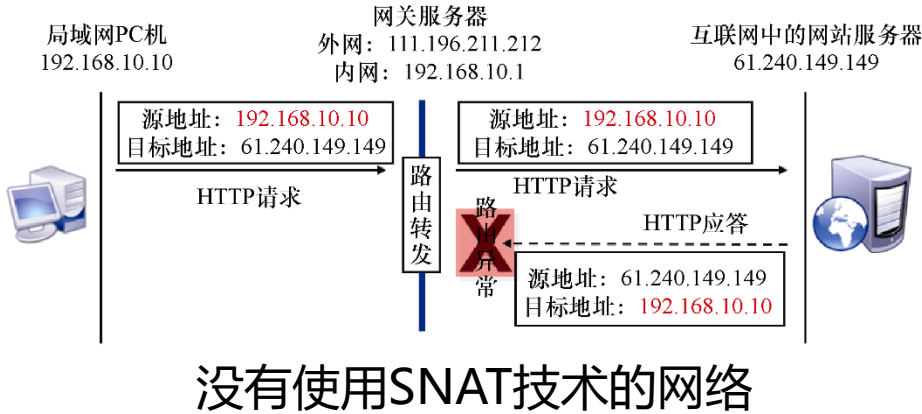 局域网PC机
192.168.10.10
网关服务器
外网：111.196.211.212
内网：192.168.10.1
互联网中的网站服务器
61.240.149.149
源地址：192.168.10.10
目标地址：61.240.149.149
HTTP请求
路由转发
源地址：192.168.10.10
目标地址：61.240.149.149
HTTP请求
路由异常
HTTP应答
源地址：61.240.149.149
目标地址：192.168.10.10
没有使用SNAT技术的网络